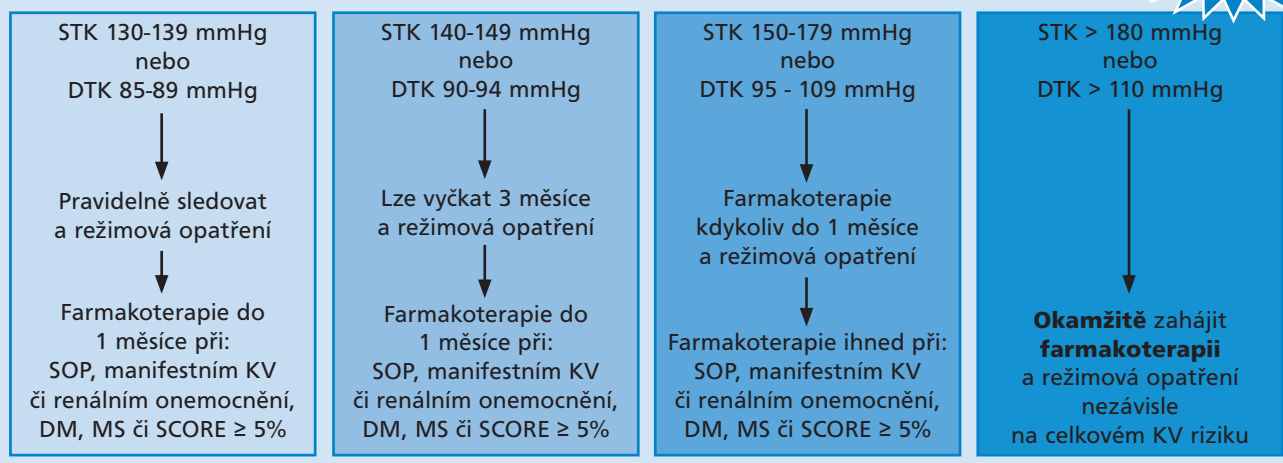 STK 130-139 mmHg
nebo
DTK 85-89 mmHg
Pravidelně sledovat
a režimová opatření
Farmakoterapie do
1 měsíce při:
SOP, manifestním KV
či renálním onemocnění,
DM, MS či SCORE ≥ 5%
STK 140-149 mmHg
nebo
DTK 90-94 mmHg
Lze vyčkat 3 měsíce
a režimová opatření
Farmakoterapie do
1 měsíce při:
SOP, manifestním KV
či renálním onemocnění,
DM, MS či SCORE ≥ 5%
STK 150-179 mmHg
nebo
DTK 95 - 109 mmHg
Farmakoterapie
kdykoliv do 1 měsíce
a režimová opatření
Farmakoterapie ihned při:
SOP, manifestním KV
či renálním onemocnění,
DM, MS či SCORE ≥ 5%
STK > 180 mmHg
nebo
DTK > 110 mmHg
Okamžitě zahájit
farmakoterapii
a režimová opatření
nezávisle
na celkovém KV riziku